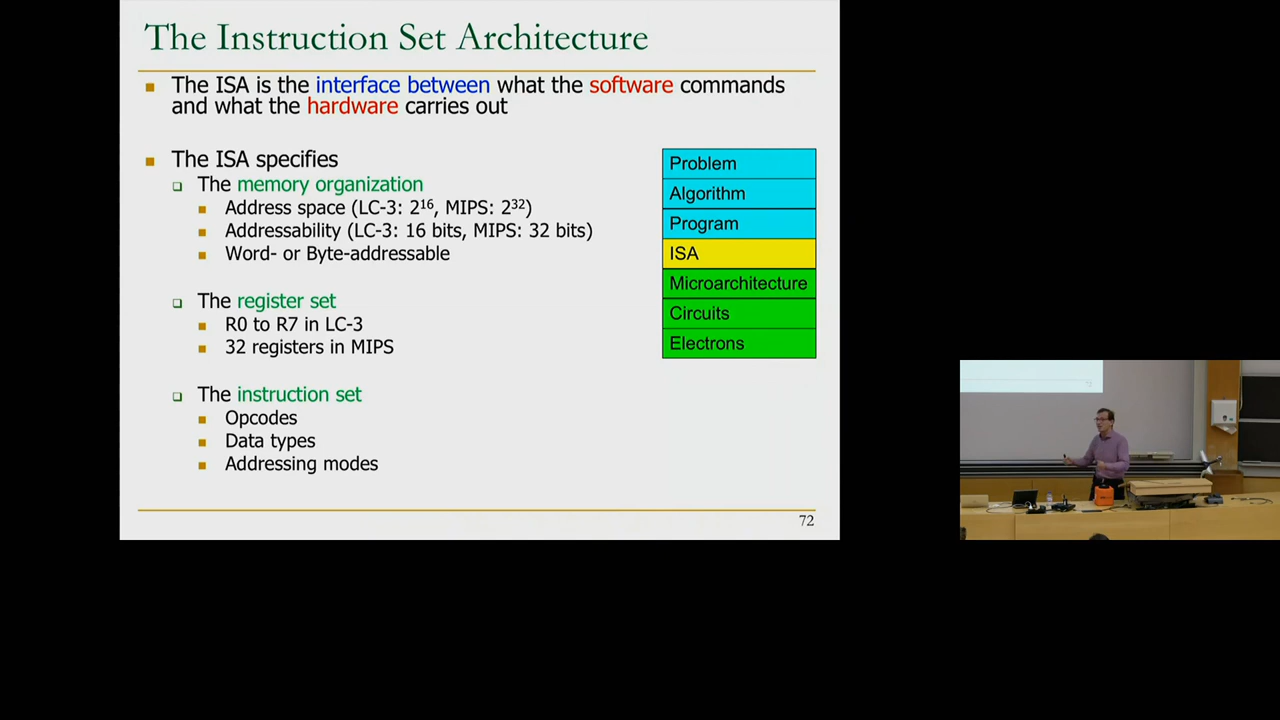 The Instruction Set Architecture
The ISA is the interface between what the software commands
and what the hardware carries out
The ISA specifies
The memory organization
Address space (LC-3: 2¹⁶, MIPS: 2³²)
Addressability (LC-3: 16 bits, MIPS: 32 bits)
Word- or Byte-addressable
The register set
R0 to R7 in LC-3
32 registers in MIPS
The instruction set
Opcodes
Data types
Addressing modes
Problem
Algorithm
Program
ISA
Microarchitecture
Circuits
Electrons
72